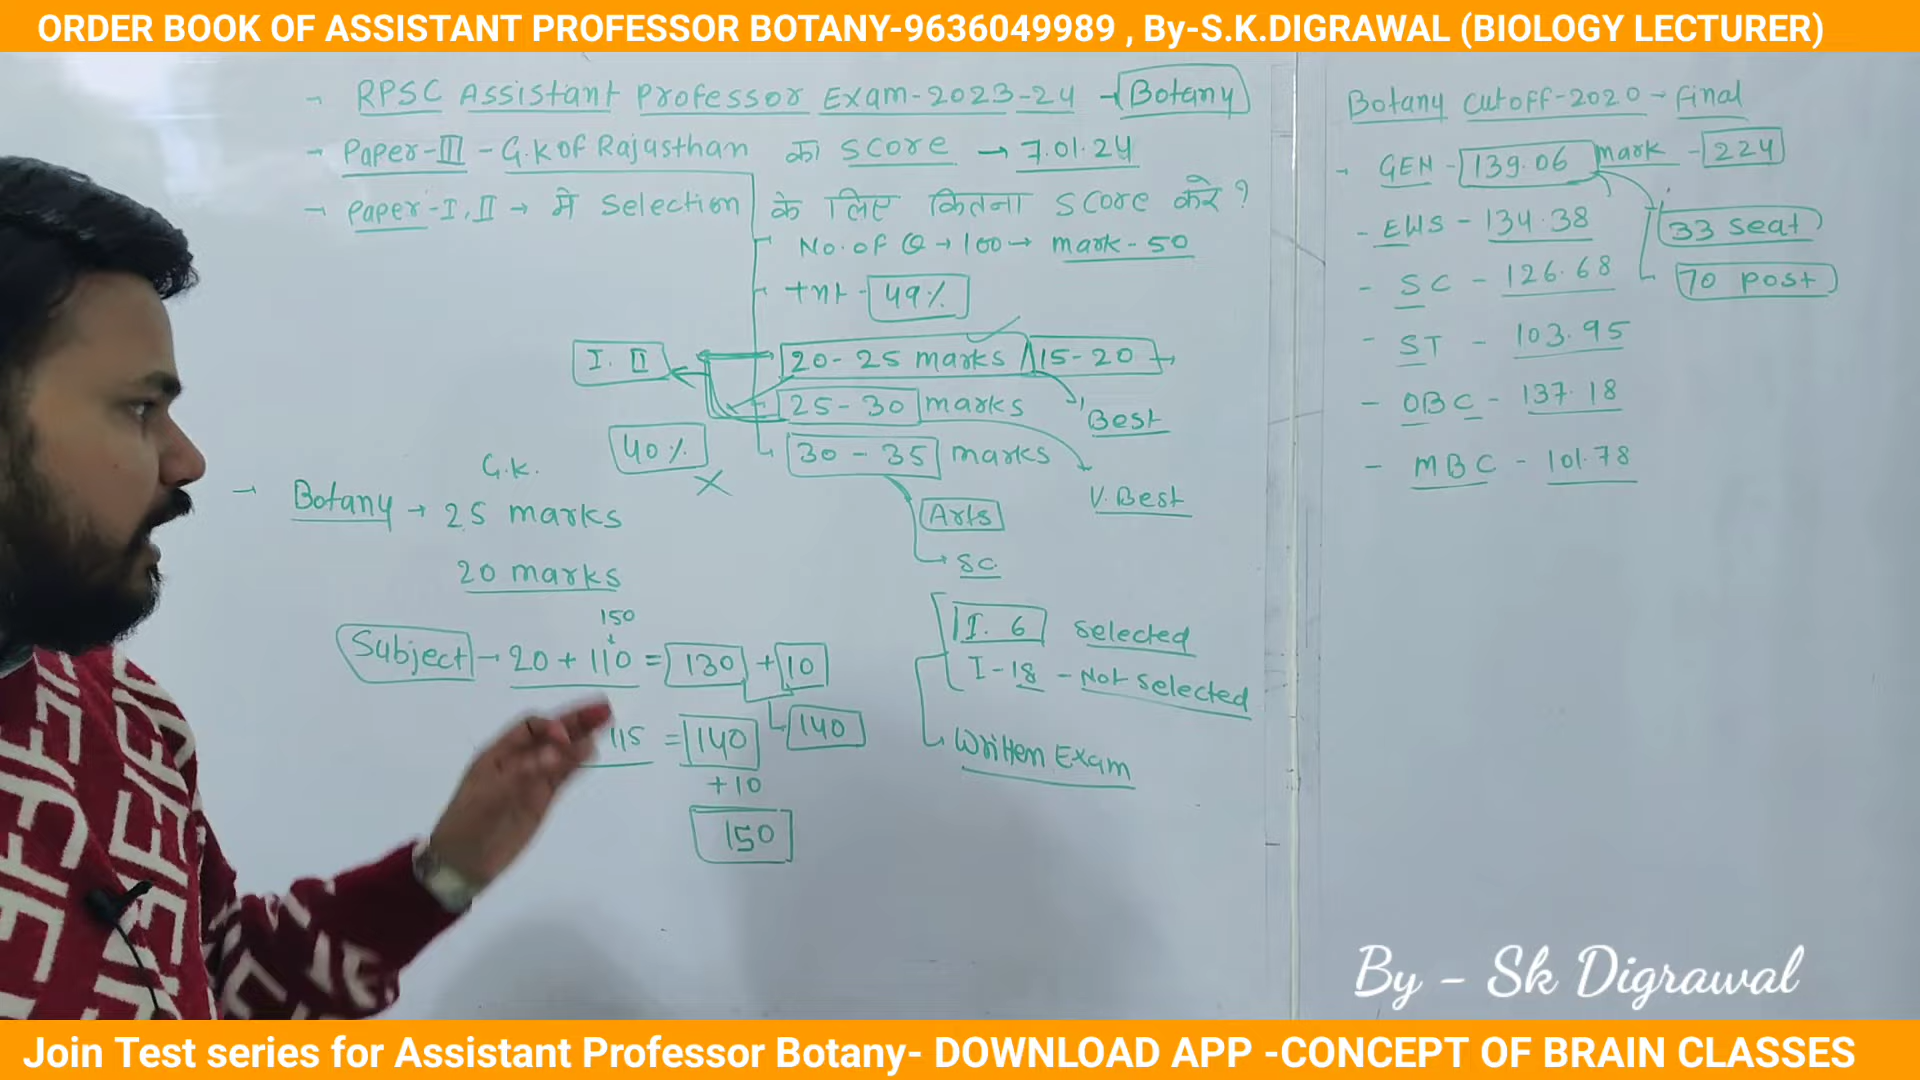 ORDER BOOK OF ASSISTANT PROFESSOR BOTANY-9636049989 , By-S.K.DIGRAWAL (BIOLOGY LECTURER)
- RPSC Assistant Professor Exam-2023-24 → Botany
- Paper-III - G.K of Rajasthan का Score → 7.01.24
- Paper-I, II → मे Selection के लिए कितना Score करे ?
No. of Q → 100 → mark - 50
49%
I. II
20-25 marks / 15-20
25-30 marks
Best
40%
30-35 marks
V. Best
G.K.
- Botany → 25 marks
20 marks
Arts
SC
150
Subject → 20 + 110 = 130 + 10
140
115 = 140
+10
150
I. 6 Selected
I-18 - Not Selected
Written Exam
Botany Cutoff-2020 - Final
- GEN - 139.06 mark - 224
- EWS - 134.38
33 Seat
- SC - 126.68
70 post
- ST - 103.95
- OBC - 137.18
- MBC - 101.78
By - Sk Digrawal
Join Test series for Assistant Professor Botany- DOWNLOAD APP -CONCEPT OF BRAIN CLASSES